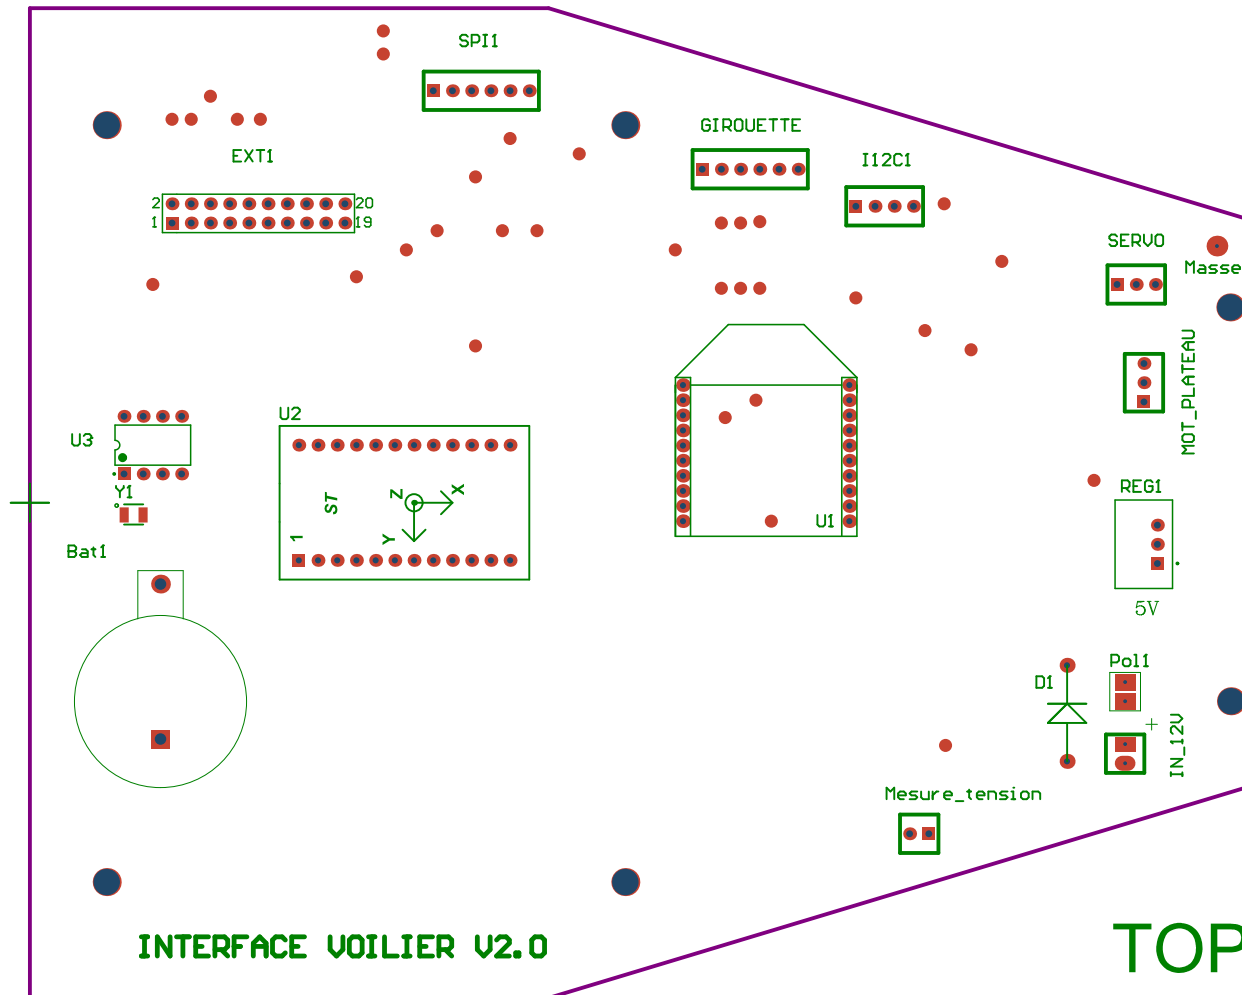 SPI1
GIROUETTE
EXT1
I12C1
2
20
1
19
SERVO
Masse
MOT_PLATEAU
U2
U3
Y1
Z
X
ST
REG1
U1
1
Y
Bat1
5V
Pol1
D1
+
IN_12V
Mesure_tension
INTERFACE VOILIER V2.0
TOP